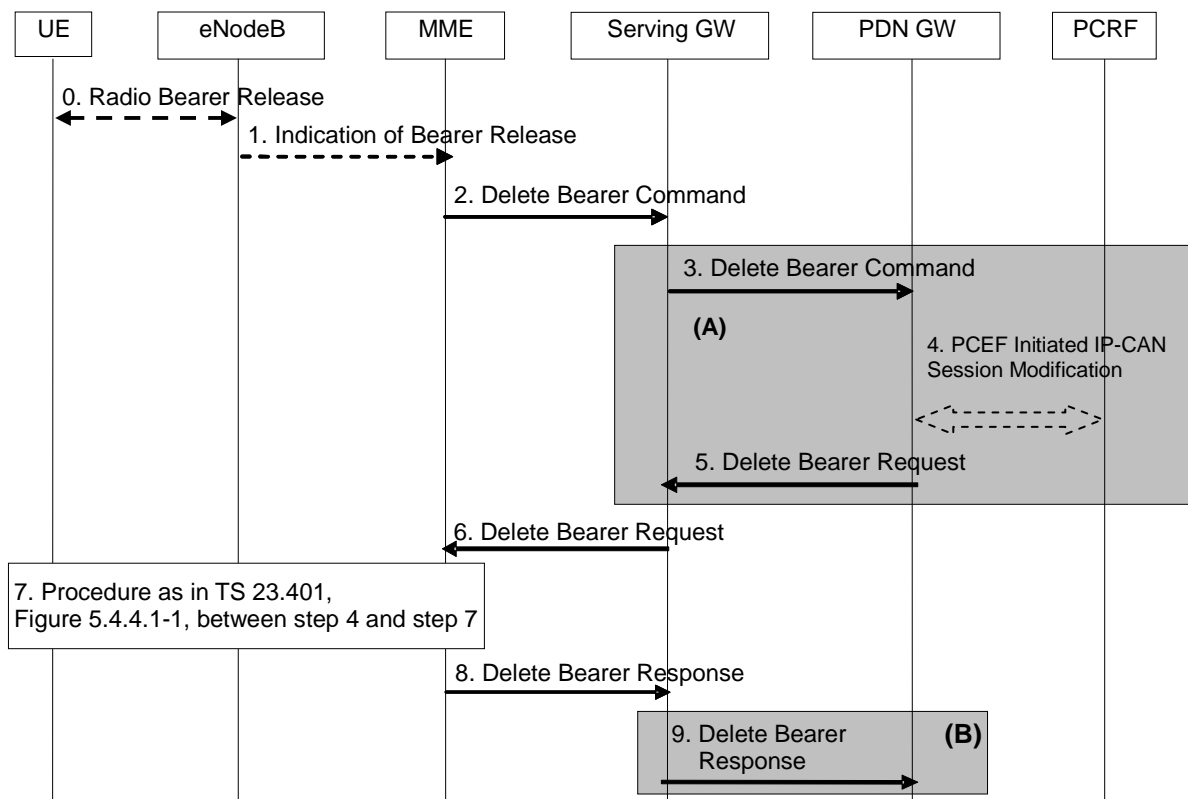 UE
eNodeB
MME
Serving GW
PDN GW
PCRF
0. Radio Bearer Release
1. Indication of Bearer Release
2. Delete Bearer Command
3. Delete Bearer Command
(A)
4. PCEF Initiated IP-CAN
Session Modification
5. Delete Bearer Request
6. Delete Bearer Request
7. Procedure as in TS 23.401,
Figure 5.4.4.1-1, between step 4 and step 7
8. Delete Bearer Response
9. Delete Bearer
Response
(B)